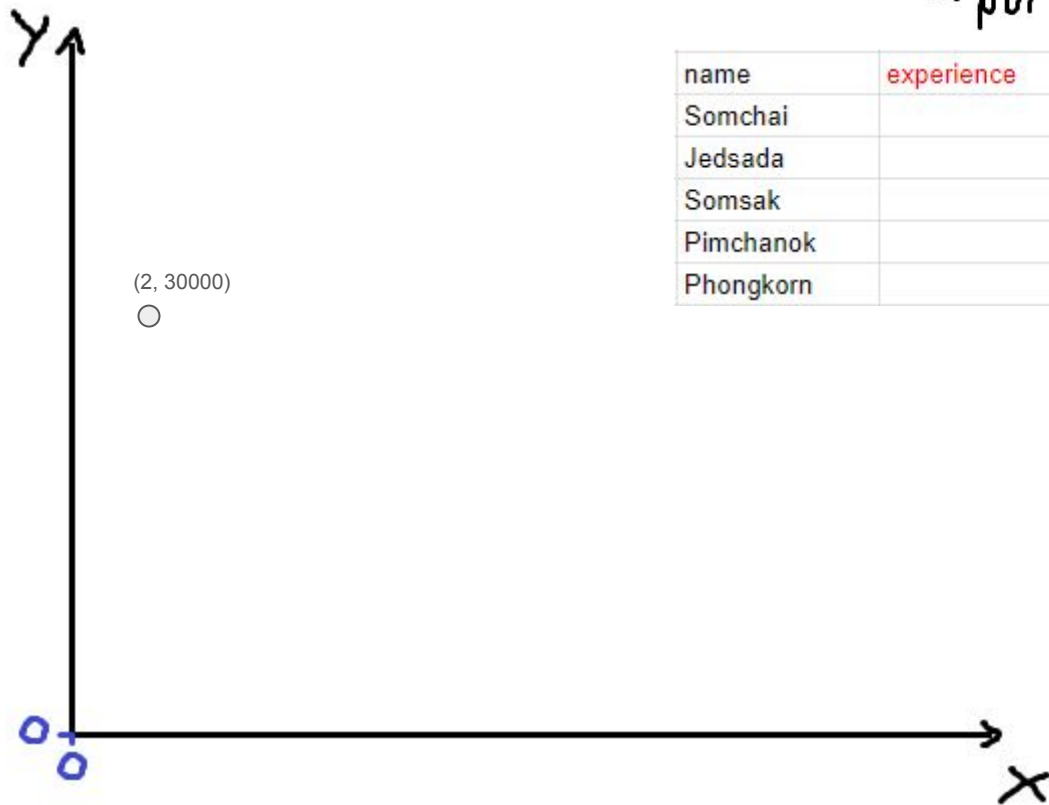 Y
name experience
Somchai
Jedsada
Somsak
Pimchanok
Phongkorn
(2, 30000)
0
0
X